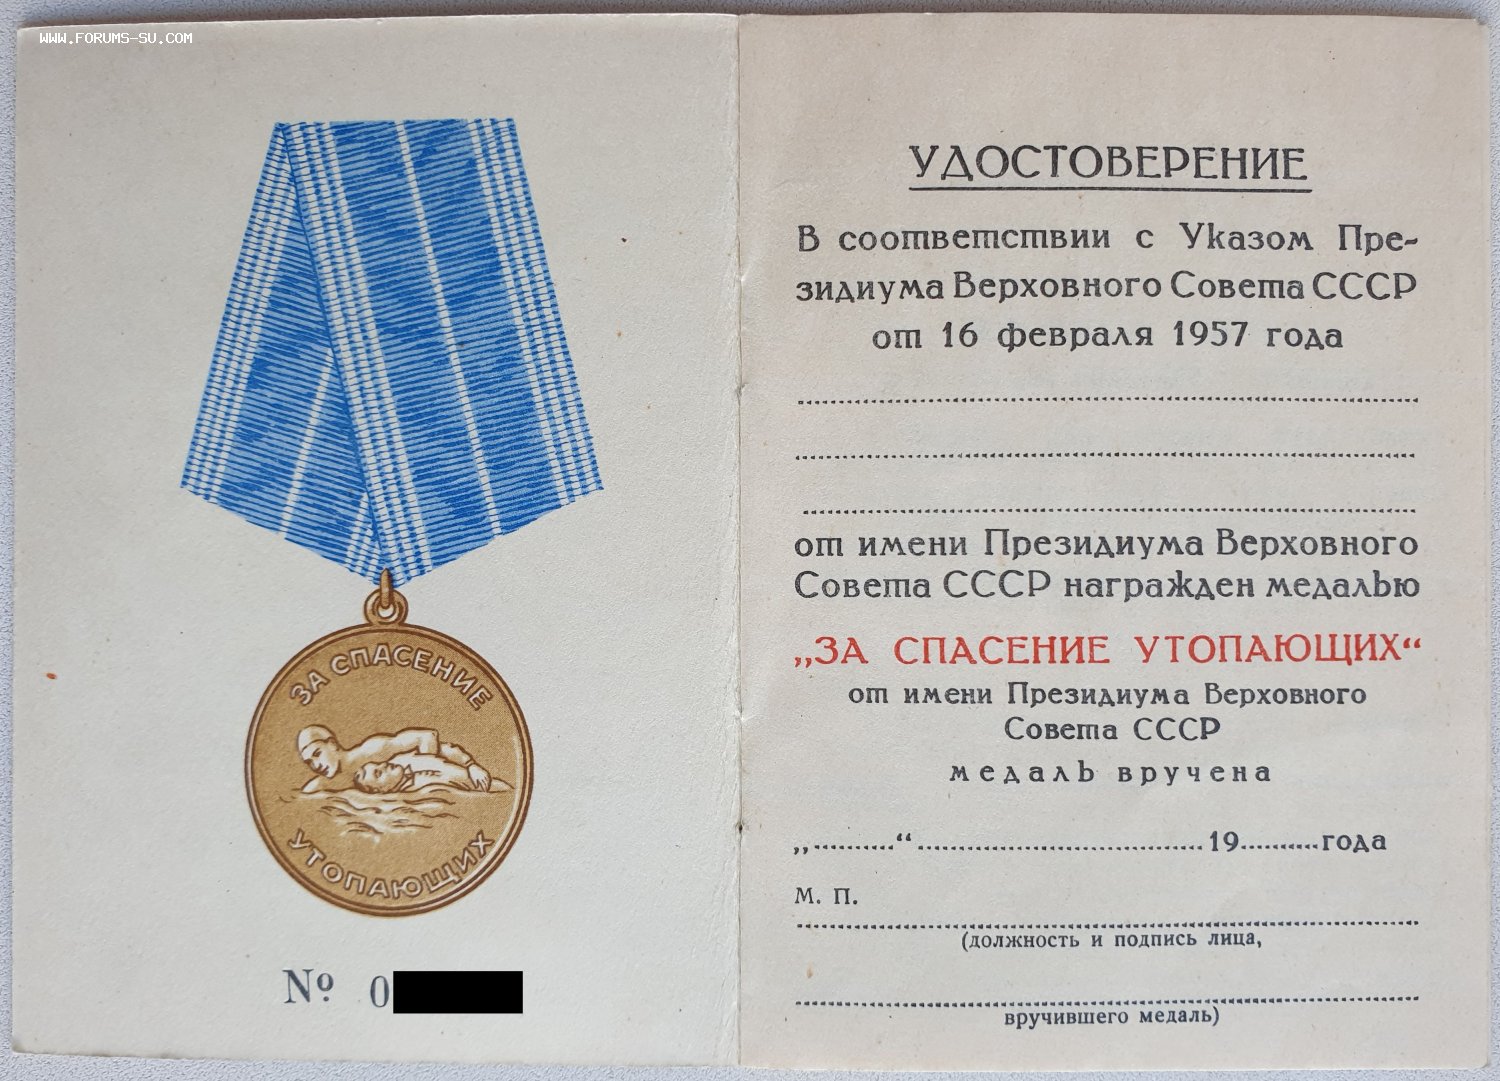 WWW.FORUMS-SU.COM
ЗА СПАСЕНИЕ
УТОПАЮЩИХ
№ 0
УДОСТОВЕРЕНИЕ
В соответствии с Указом Пре-
зидиума Верховного Совета СССР
от 16 февраля 1957 года
от имени Президиума Верховного
Совета СССР награжден медалью
„ЗА СПАСЕНИЕ УТОПАЮЩИХ“
от имени Президиума Верховного
Совета СССР
медаль вручена
„..........“.................................19..........года
М. П.
(должность и подпись лица,
вручившего медаль)